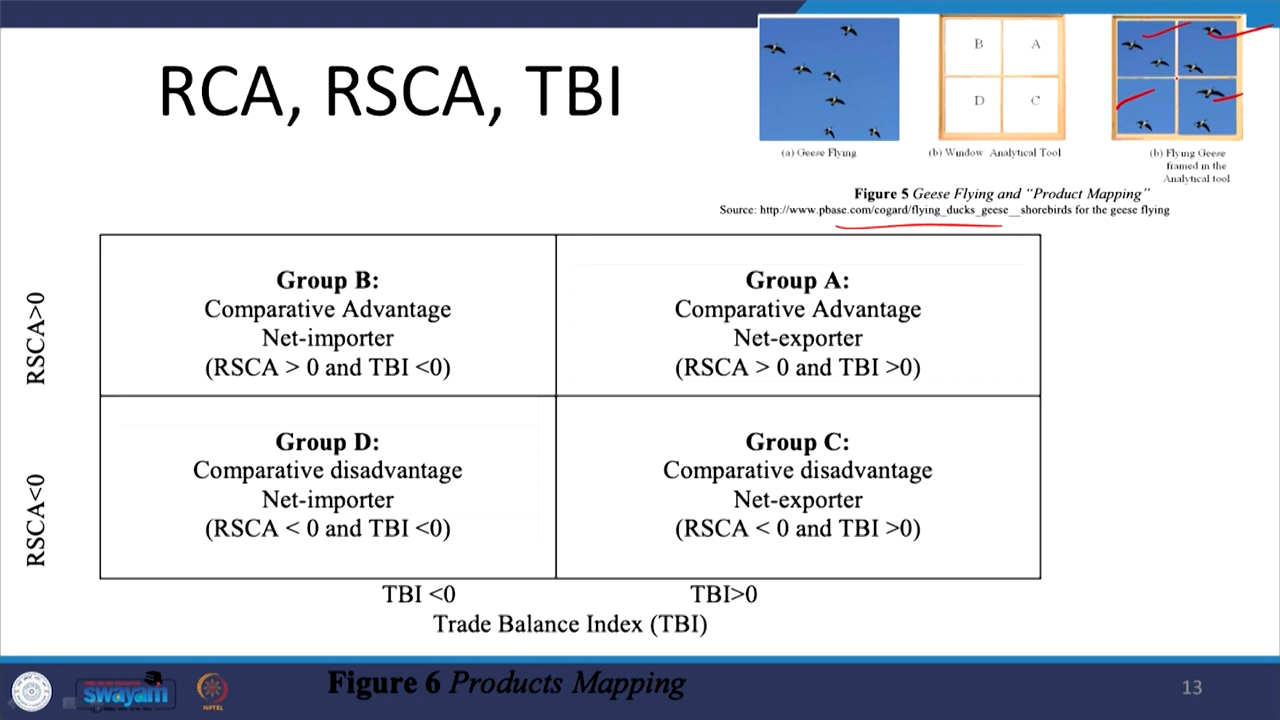 RCA, RSCA, TBI
B
A
D
C
(a) Geese Flying
(b) Window Analytical Tool
(b) Flying Geese
framed in the
Analytical tool
Figure 5 Geese Flying and “Product Mapping”
Source: http://www.pbase.com/cogard/flying_ducks_geese__shorebirds for the geese flying
RSCA>0
Group B:
Comparative Advantage
Net-importer
(RSCA > 0 and TBI <0)
Group A:
Comparative Advantage
Net-exporter
(RSCA > 0 and TBI >0)
RSCA<0
Group D:
Comparative disadvantage
Net-importer
(RSCA < 0 and TBI <0)
Group C:
Comparative disadvantage
Net-exporter
(RSCA < 0 and TBI >0)
TBI <0
TBI>0
Trade Balance Index (TBI)
Figure 6 Products Mapping
swayam
NPTEL
13